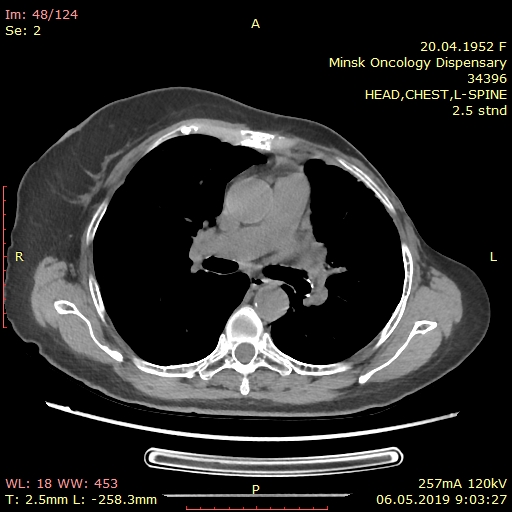 Im: 48/124
Se: 2
A
20.04.1952 F
Minsk Oncology Dispensary
34396
HEAD,CHEST,L-SPINE
2.5 stnd
R
L
WL: 18 WW: 453
T: 2.5mm L: -258.3mm
P
257mA 120kV
06.05.2019 9:03:27